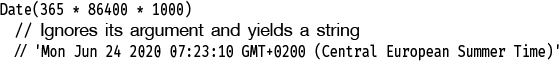 Date(365 * 86400 * 1000)
// Ignores its argument and yields a string
// 'Mon Jun 24 2020 07:23:10 GMT+0200 (Central European Summer Time)'